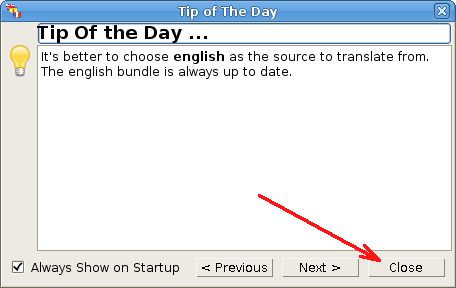 Tip of The Day
Tip Of the Day ...
It's better to choose english as the source to translate from.
The english bundle is always up to date.
Always Show on Startup
< Previous
Next >
Close